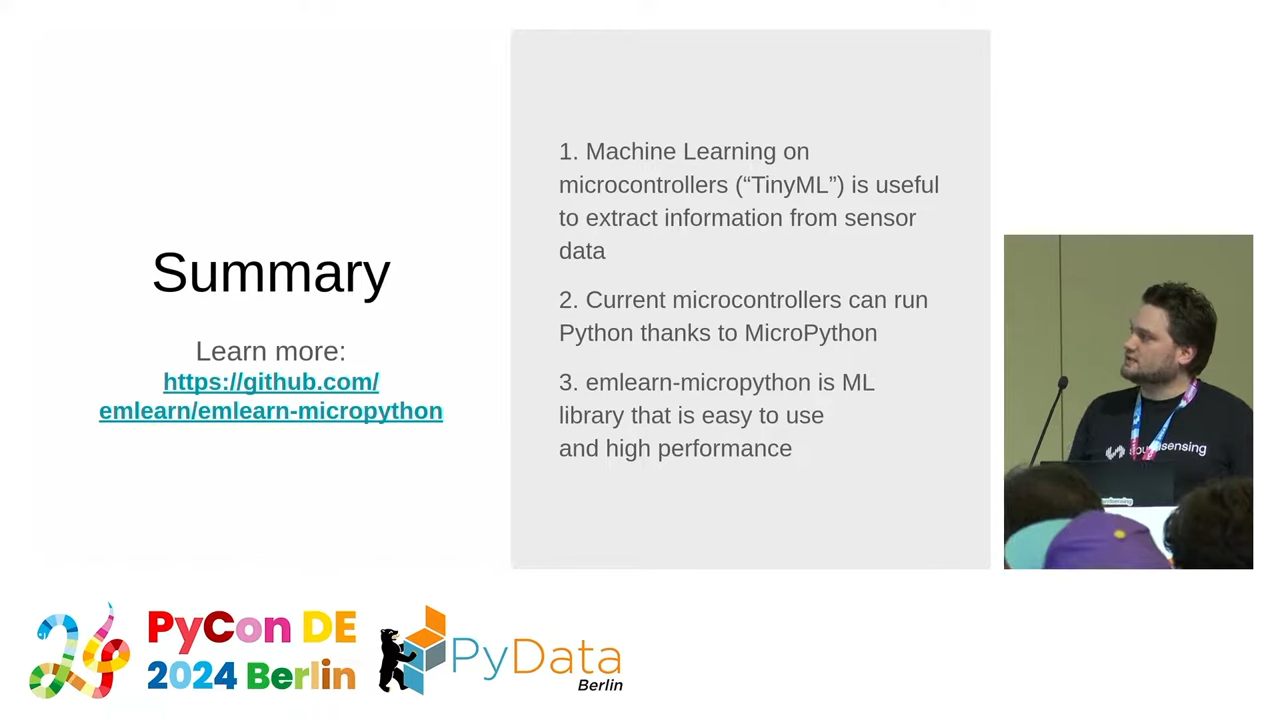 Summary
Learn more:
https://github.com/
emlearn/emlearn-micropython
1. Machine Learning on
microcontrollers (“TinyML”) is useful
to extract information from sensor
data
2. Current microcontrollers can run
Python thanks to MicroPython
3. emlearn-micropython is ML
library that is easy to use
and high performance
PyCon DE
2024 Berlin
PyData
Berlin